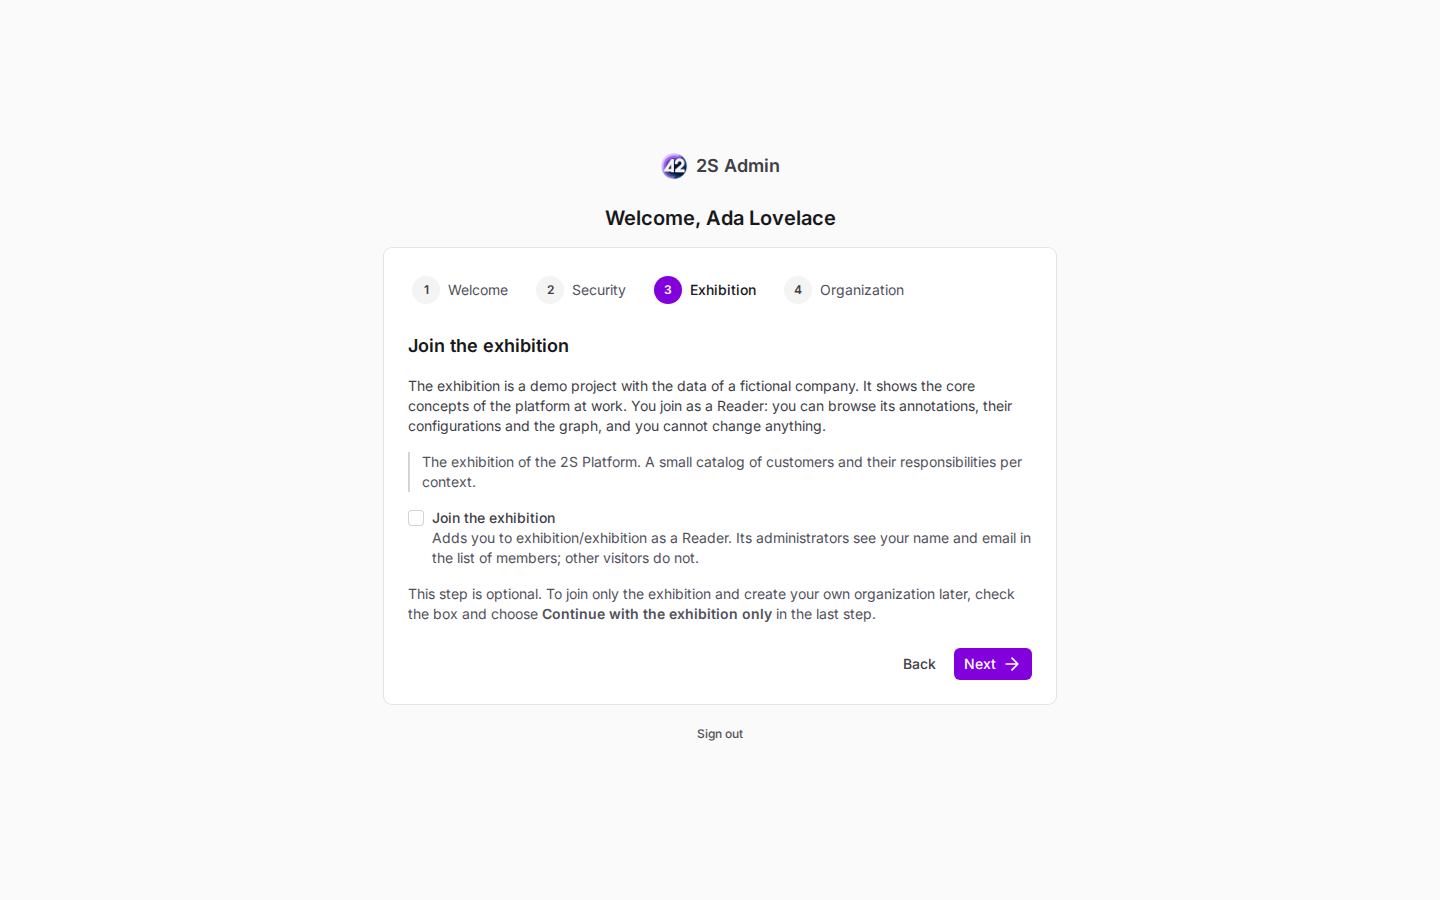 42 2S Admin
Welcome, Ada Lovelace
1 Welcome 2 Security 3 Exhibition 4 Organization
Join the exhibition
The exhibition is a demo project with the data of a fictional company. It shows the core
concepts of the platform at work. You join as a Reader: you can browse its annotations, their
configurations and the graph, and you cannot change anything.
The exhibition of the 2S Platform. A small catalog of customers and their responsibilities per
context.
Join the exhibition
Adds you to exhibition/exhibition as a Reader. Its administrators see your name and email in
the list of members; other visitors do not.
This step is optional. To join only the exhibition and create your own organization later, check
the box and choose Continue with the exhibition only in the last step.
Back Next
Sign out